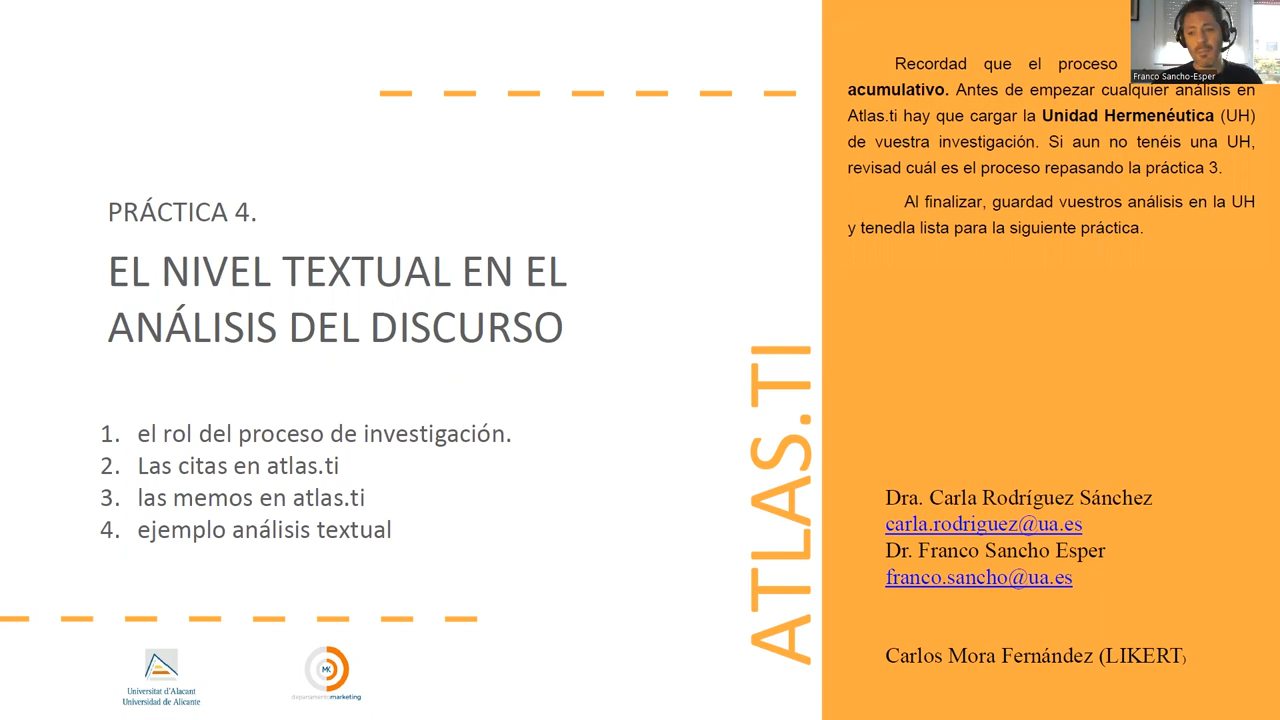 PRÁCTICA 4.
EL NIVEL TEXTUAL EN EL
ANÁLISIS DEL DISCURSO
1. el rol del proceso de investigación.
2. Las citas en atlas.ti
3. las memos en atlas.ti
4. ejemplo análisis textual
Universitat d'Alacant
Universidad de Alicante
MK
departamentomarketing
ATLAS.TI
Franco Sancho-Esper
Recordad que el proceso
acumulativo. Antes de empezar cualquier análisis en
Atlas.ti hay que cargar la Unidad Hermenéutica (UH)
de vuestra investigación. Si aun no tenéis una UH,
revisad cuál es el proceso repasando la práctica 3.
Al finalizar, guardad vuestros análisis en la UH
y tenedla lista para la siguiente práctica.
Dra. Carla Rodríguez Sánchez
carla.rodriguez@ua.es
Dr. Franco Sancho Esper
franco.sancho@ua.es
Carlos Mora Fernández (LIKERT)